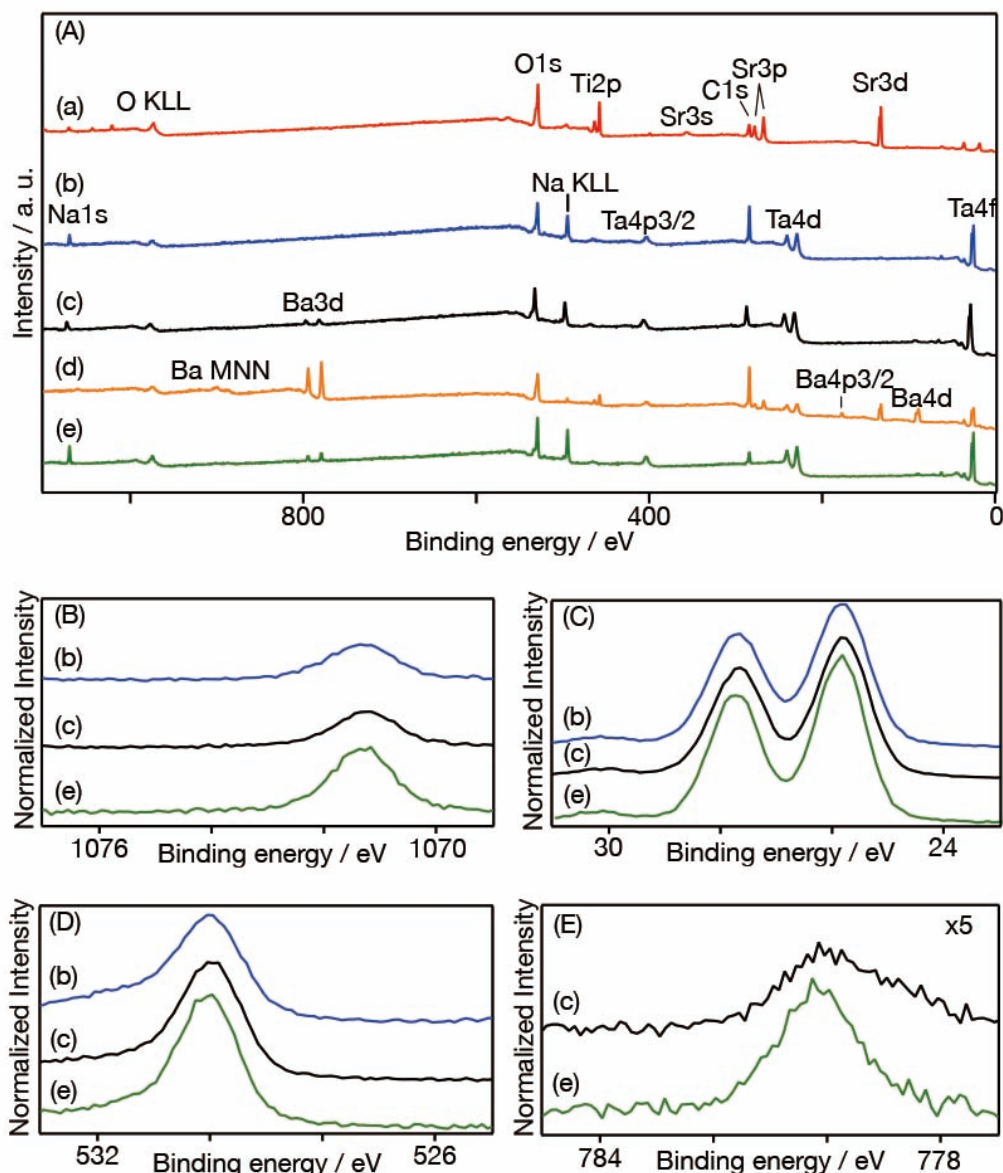 (A)
O1s
Ti2p
Sr3p
C1s
Sr3d
O KLL
(a)
Sr3s
(b)
Na KLL
Na1s
Ta4p3/2
Ta4d
Ta4f
(c)
Ba3d
(d)
Ba MNN
Ba4p3/2
Ba4d
(e)
Intensity / a. u.
800
400
0
Binding energy / eV
(B)
(b)
(c)
(e)
Normalized Intensity
1076
Binding energy / eV
1070
(C)
(b)
(c)
(e)
Normalized Intensity
30
Binding energy / eV
24
(D)
(b)
(c)
(e)
Normalized Intensity
532
Binding energy / eV
526
(E)
x5
(c)
(e)
Normalized Intensity
784
Binding energy / eV
778